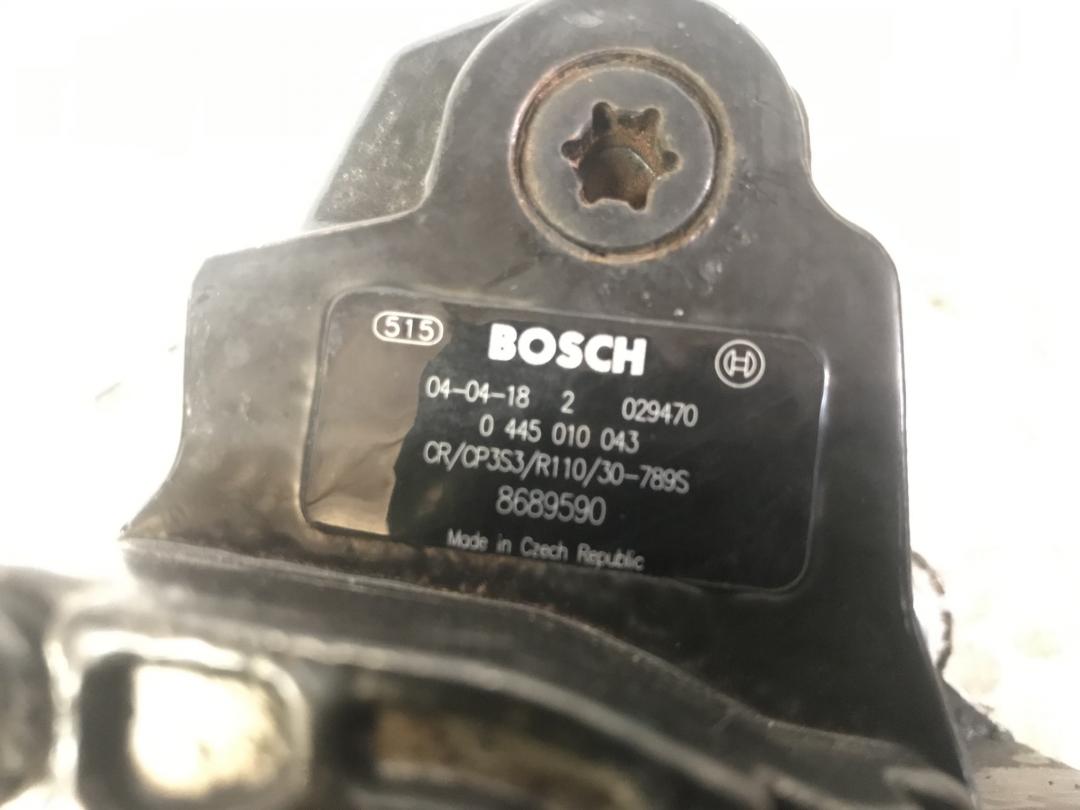 515 BOSCH
04-04-18 2 029470
0 445 010 043
CR/CP3S3/R110/30-789S
8689590
Made in Czech Republic